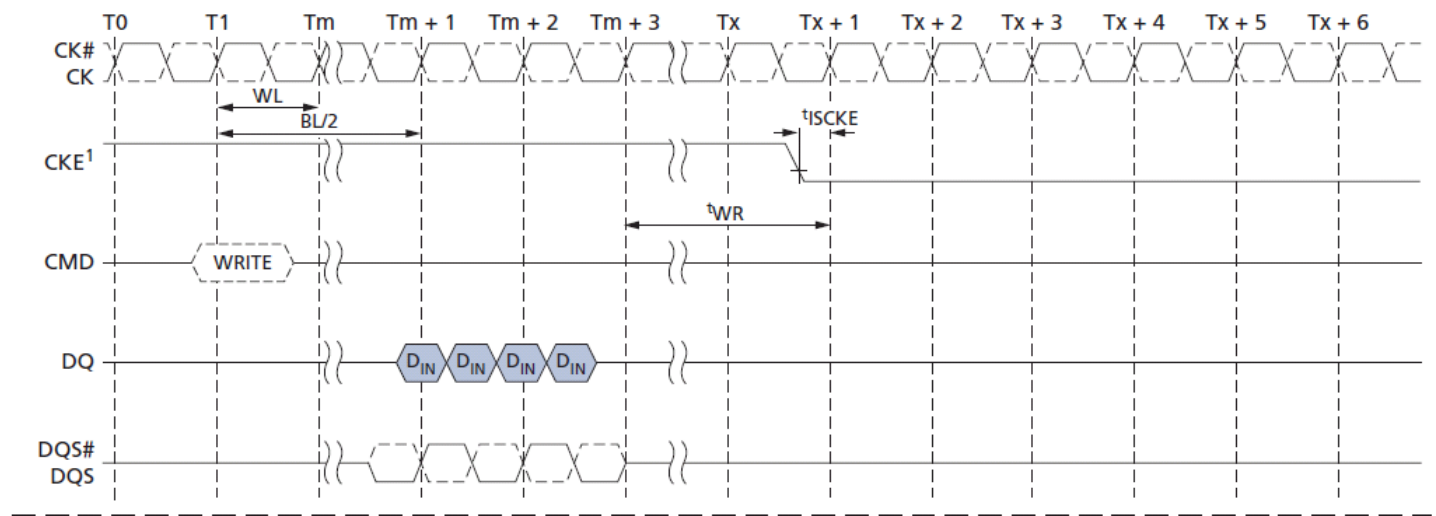 T0 T1 Tm Tm + 1 Tm + 2 Tm + 3 Tx Tx + 1 Tx + 2 Tx + 3 Tx + 4 Tx + 5 Tx + 6
CK#
CK
WL
BL/2
tISCKE
CKE1
tWR
CMD WRITE
DQ DIN DIN DIN DIN
DQS#
DQS